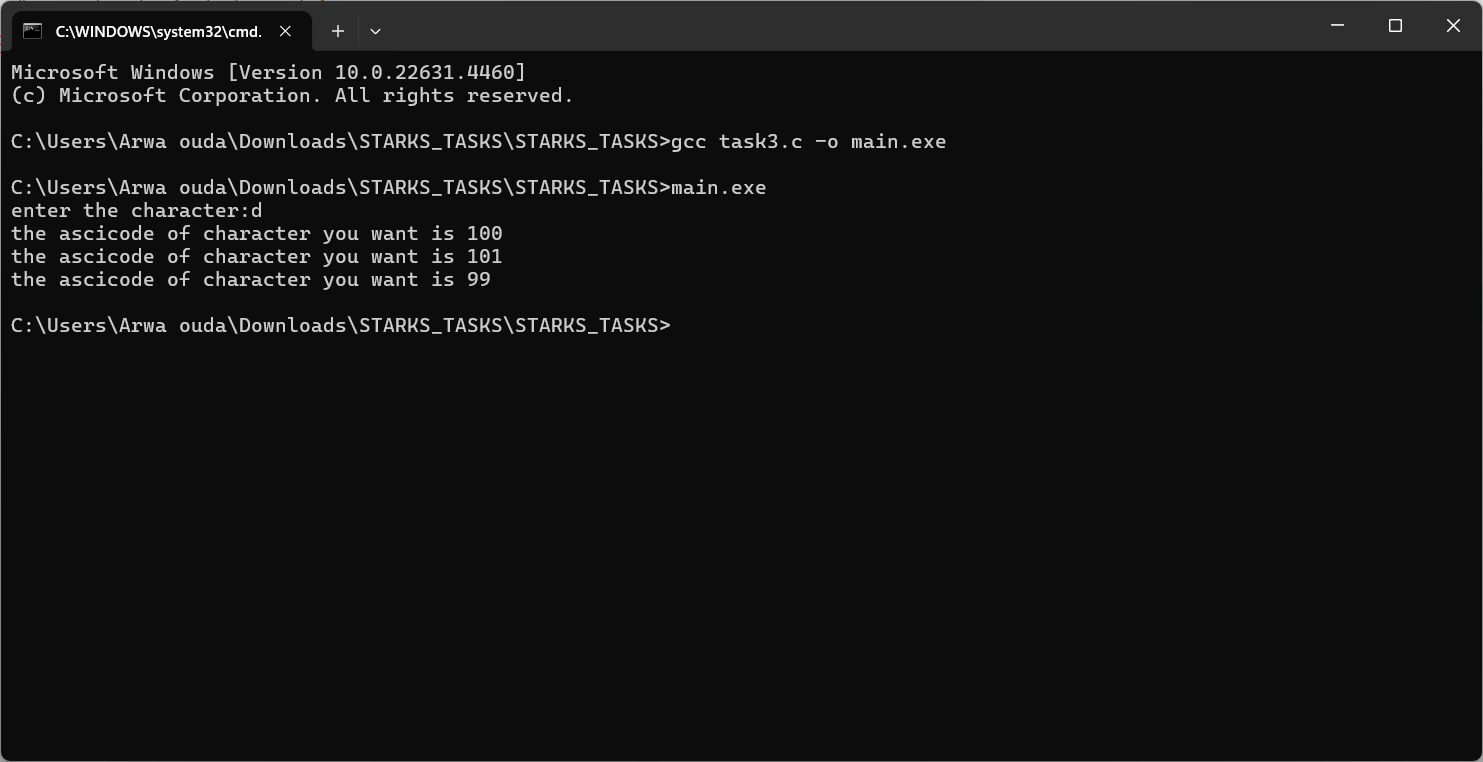 C:\WINDOWS\system32\cmd.
Microsoft Windows [Version 10.0.22631.4460]
(c) Microsoft Corporation. All rights reserved.
C:\Users\Arwa ouda\Downloads\STARKS_TASKS\STARKS_TASKS>gcc task3.c -o main.exe
C:\Users\Arwa ouda\Downloads\STARKS_TASKS\STARKS_TASKS>main.exe
enter the character:d
the ascicode of character you want is 100
the ascicode of character you want is 101
the ascicode of character you want is 99
C:\Users\Arwa ouda\Downloads\STARKS_TASKS\STARKS_TASKS>